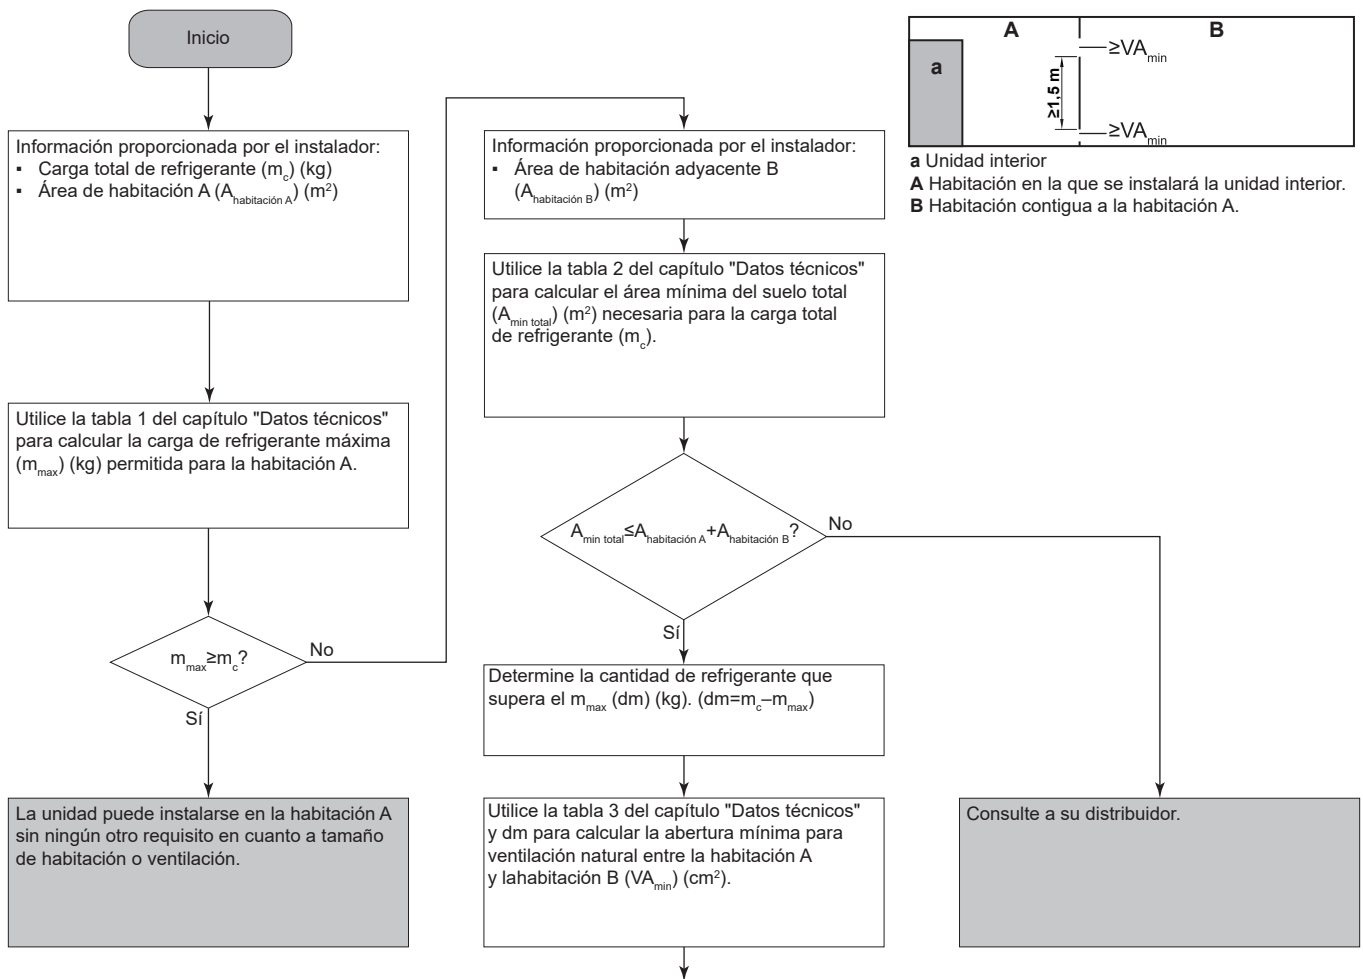 Inicio
Información proporcionada por el instalador:
▪ Carga total de refrigerante (mc) (kg)
▪ Área de habitación A (Ahabitación A) (m²)
Utilice la tabla 1 del capítulo "Datos técnicos"
para calcular la carga de refrigerante máxima
(mmax) (kg) permitida para la habitación A.
mmax≥mc?
No
Sí
La unidad puede instalarse en la habitación A
sin ningún otro requisito en cuanto a tamaño
de habitación o ventilación.
Información proporcionada por el instalador:
▪ Área de habitación adyacente B
(Ahabitación B) (m²)
Utilice la tabla 2 del capítulo "Datos técnicos"
para calcular el área mínima del suelo total
(Amin total) (m²) necesaria para la carga total
de refrigerante (mc).
Amin total≤Ahabitación A+Ahabitación B?
No
Sí
Determine la cantidad de refrigerante que
supera el mmax (dm) (kg). (dm=mc–mmax)
Utilice la tabla 3 del capítulo "Datos técnicos"
y dm para calcular la abertura mínima para
ventilación natural entre la habitación A
y lahabitación B (VAmin) (cm²).
Consulte a su distribuidor.
A
B
a
≥VAmin
≥1,5 m
≥VAmin
a Unidad interior
A Habitación en la que se instalará la unidad interior.
B Habitación contigua a la habitación A.